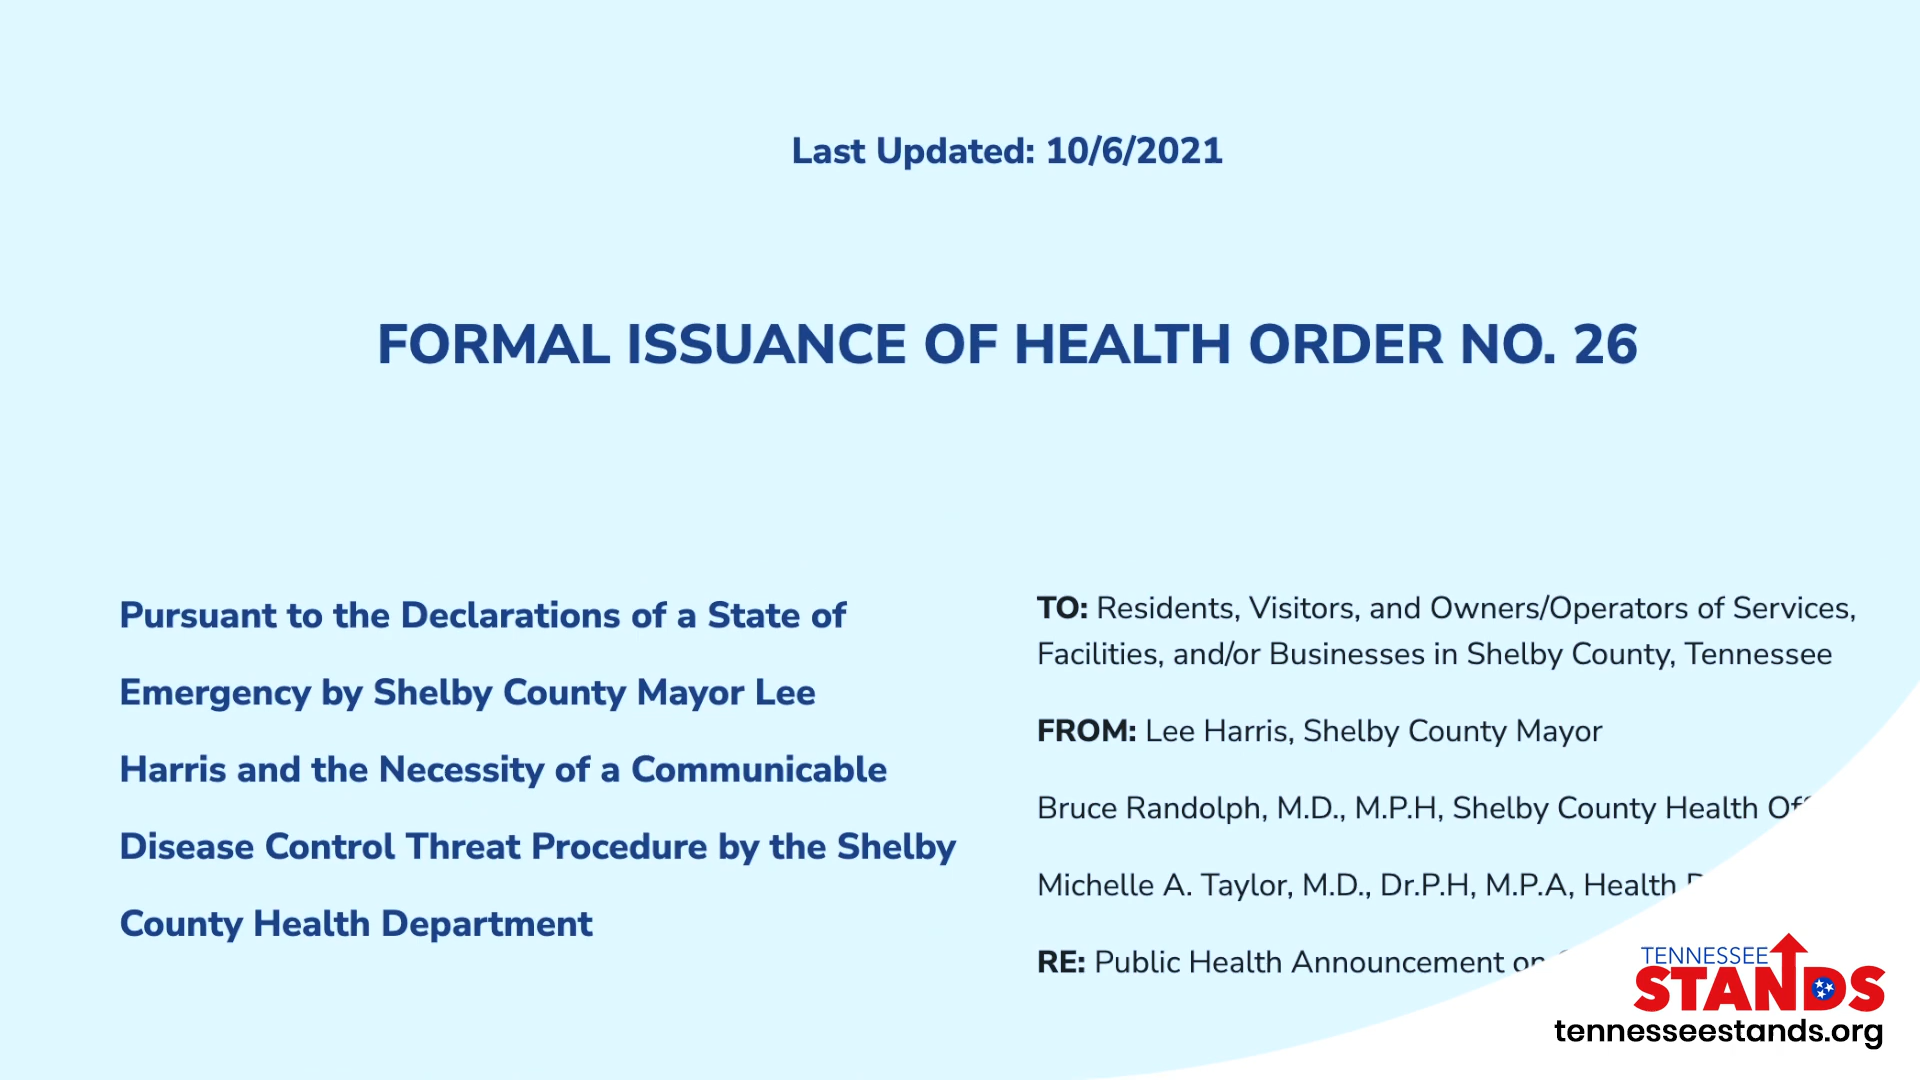 Last Updated: 10/6/2021
FORMAL ISSUANCE OF HEALTH ORDER NO. 26
Pursuant to the Declarations of a State of
Emergency by Shelby County Mayor Lee
Harris and the Necessity of a Communicable
Disease Control Threat Procedure by the Shelby
County Health Department
TO: Residents, Visitors, and Owners/Operators of Services,
Facilities, and/or Businesses in Shelby County, Tennessee
FROM: Lee Harris, Shelby County Mayor
Bruce Randolph, M.D., M.P.H, Shelby County Health
Michelle A. Taylor, M.D., Dr.P.H, M.P.A, Health
RE: Public Health Announcement on
TENNESSEE
STANDS
tennesseestands.org